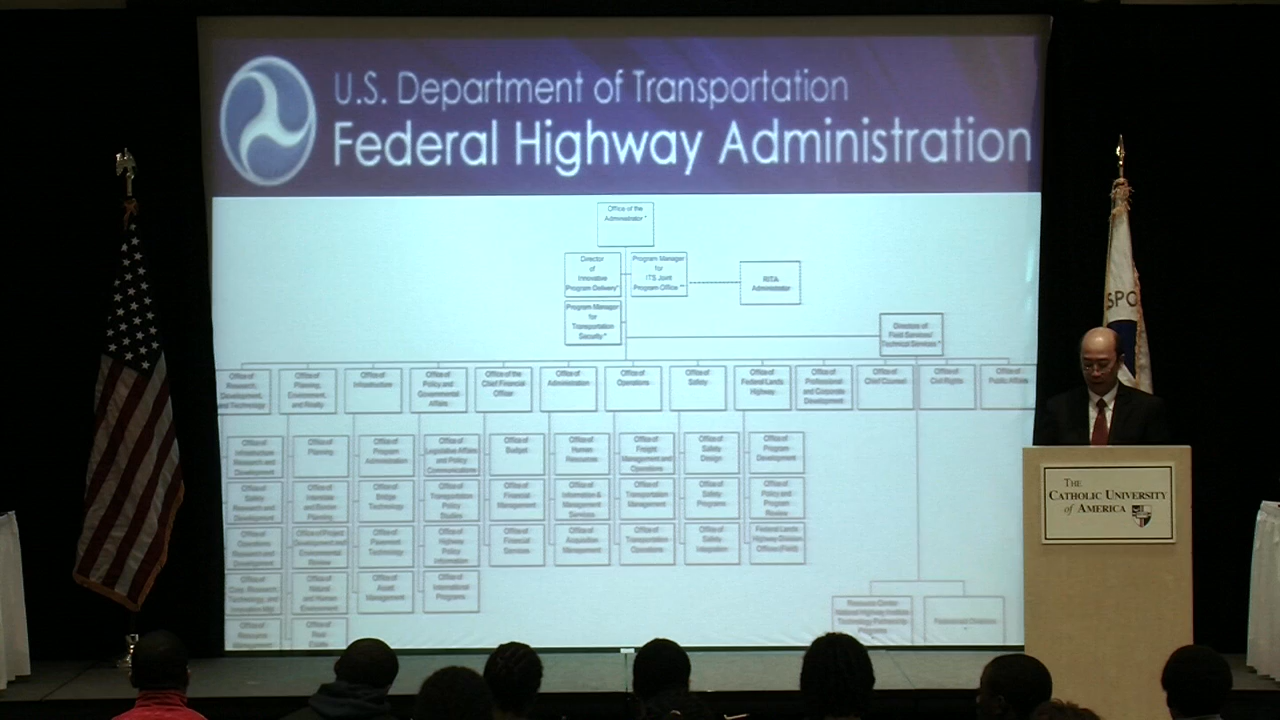 U.S. Department of Transportation
Federal Highway Administration
Office of the
Administrator *
Director
of
Innovative
Program Delivery*
Program Manager
for
ITS Joint
Program Office **
RITA
Administrator
Program Manager
for
Transportation
Security*
Directors of
Field Services/
Technical Services *
Office of
Research,
Development,
and Technology
Office of
Planning,
Environment,
and Realty
Office of
Infrastructure
Office of
Policy and
Governmental
Affairs
Office of the
Chief Financial
Officer
Office of
Administration
Office of
Operations
Office of
Safety
Office of
Federal Lands
Highway
Office of
Professional
and Corporate
Development
Office of
Chief Counsel
Office of
Civil Rights
Office of
Public Affairs
Office of
Infrastructure
Research and
Development
Office of
Planning
Office of
Program
Administration
Office of
Legislative Affairs
and Policy
Communications
Office of
Budget
Office of
Human
Resources
Office of
Freight
Management and
Operations
Office of
Safety
Design
Office of
Program
Development
Office of
Safety
Research and
Development
Office of
Interstate
and Border
Planning
Office of
Bridge
Technology
Office of
Transportation
Policy
Studies
Office of
Financial
Management
Office of
Information &
Management
Services
Office of
Transportation
Management
Office of
Safety
Programs
Office of
Policy and
Program
Review
Office of
Operations
Research and
Development
Office of Project
Development and
Environmental
Review
Office of
Pavement
Technology
Office of
Highway
Policy
Information
Office of
Financial
Services
Office of
Acquisition
Management
Office of
Transportation
Operations
Office of
Safety
Integration
Federal Lands
Highway Division
Offices (Field)
Office of
Corp. Research,
Technology, and
Innovation Mgt
Office of
Natural
and Human
Environment
Office of
Asset
Management
Office of
International
Programs
Office of
Resource
Management
Office of
Real
Estate
Resource Center
National Highway Institute
Technology Partnership
Programs
SPO
THE
CATHOLIC UNIVERSITY
of AMERICA